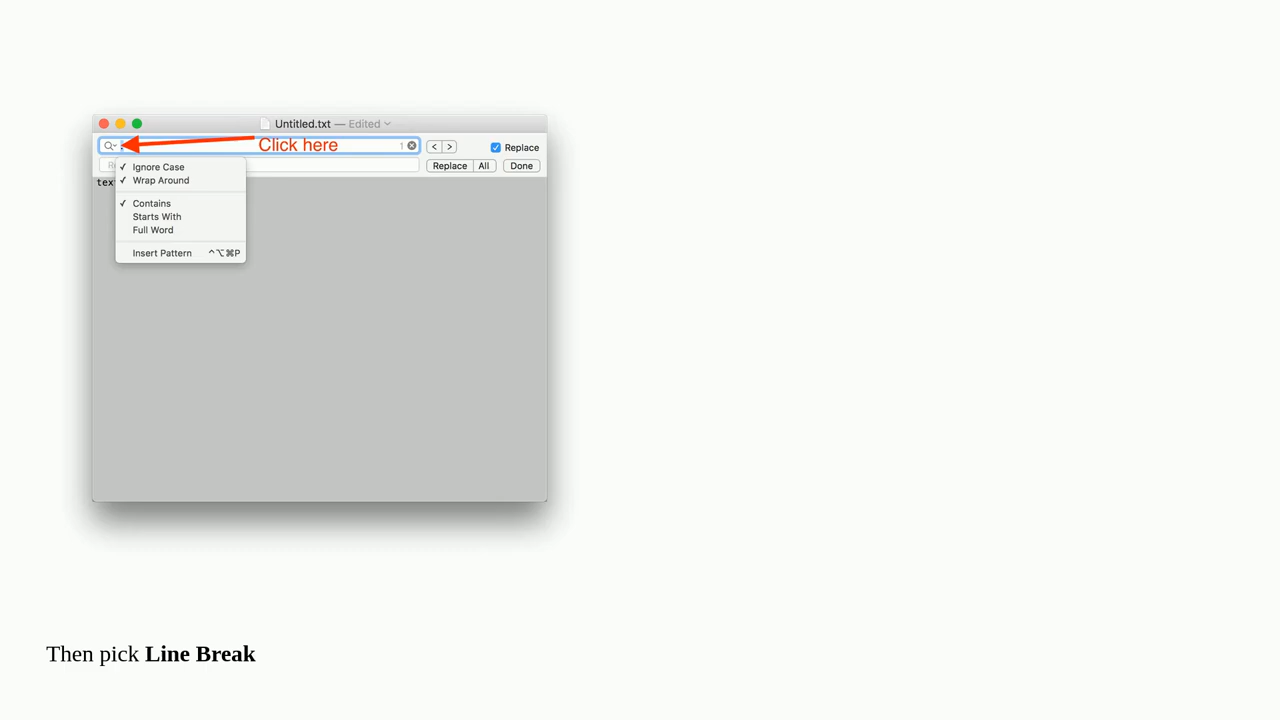 Untitled.txt — Edited
Click here
1
< >
Replace
Replace All Done
✓ Ignore Case
✓ Wrap Around
✓ Contains
Starts With
Full Word
Insert Pattern ^⌥⌘P
Then pick Line Break